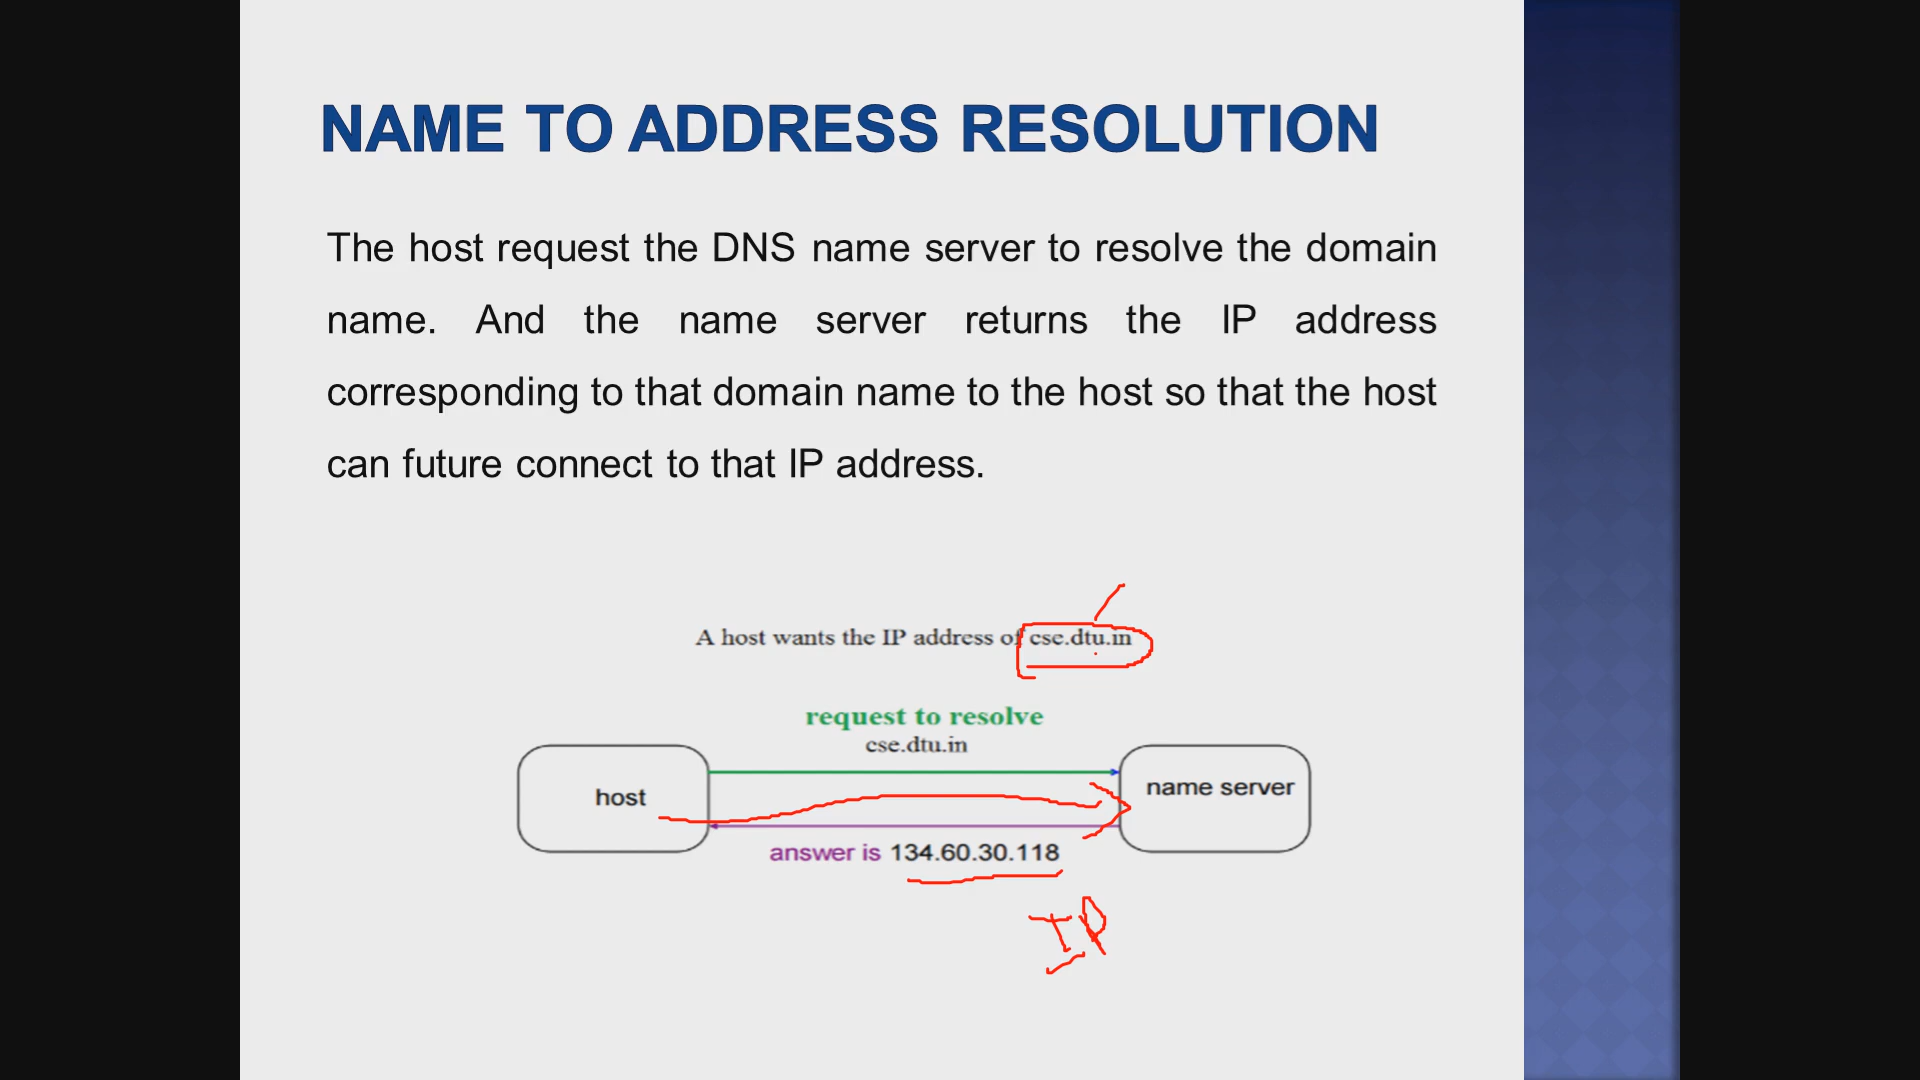 NAME TO ADDRESS RESOLUTION
The host request the DNS name server to resolve the domain
name. And the name server returns the IP address
corresponding to that domain name to the host so that the host
can future connect to that IP address.
A host wants the IP address of cse.dtu.in
request to resolve
cse.dtu.in
host
name server
answer is 134.60.30.118
IP